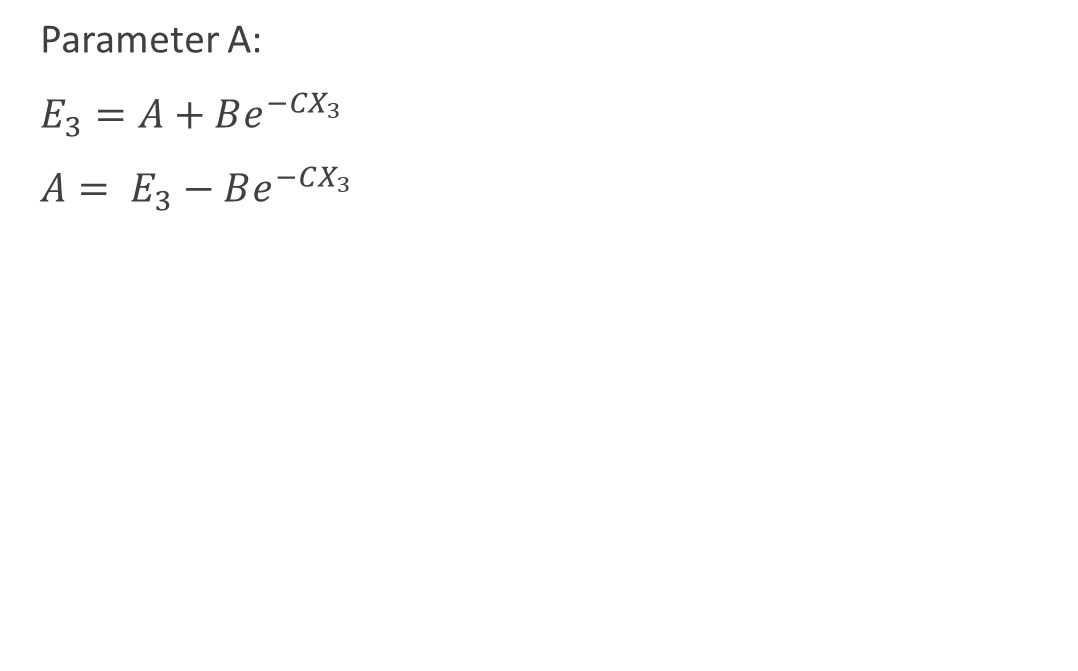 Parameter A:
E₃ = A + Be^{-CX₃}
A = E₃ − Be^{-CX₃}